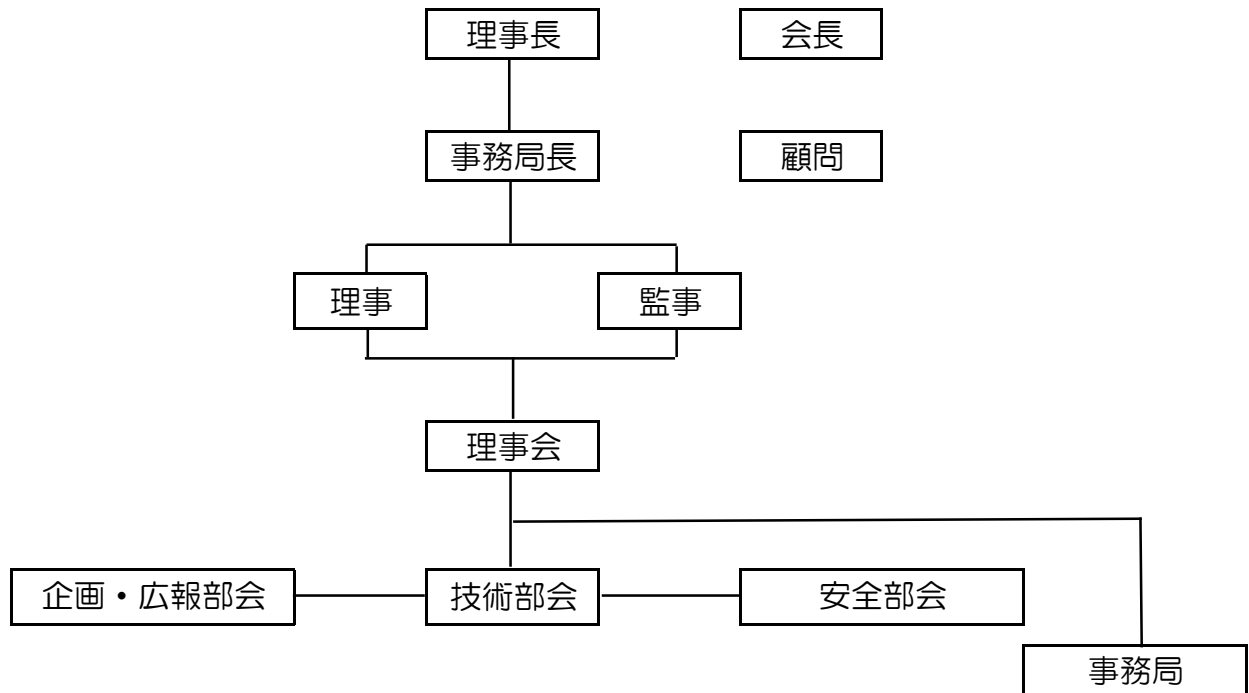 理事長
会長
事務局長
顧問
理事
監事
理事会
企画・広報部会
技術部会
安全部会
事務局